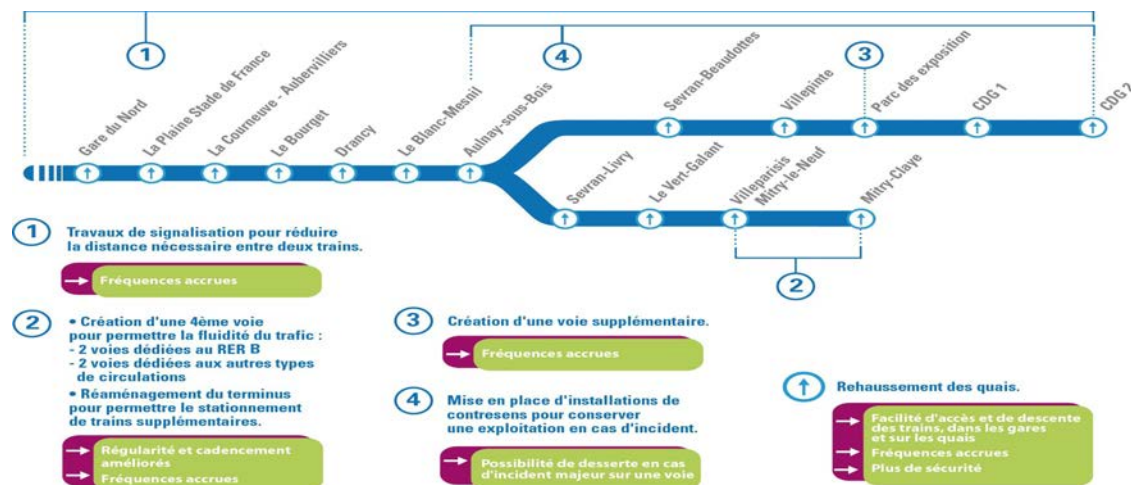 1
4
3
Gare du Nord
La Plaine Stade de France
La Courneuve - Aubervilliers
Le Bourget
Drancy
Le Blanc-Mesnil
Aulnay-sous-Bois
Sevran-Beaudottes
Villepinte
Parc des exposition
CDG 1
CDG 2
Sevran-Livry
Le Vert-Galant
Villeparisis
Mitry-le-Neuf
Mitry-Claye
2
1
Travaux de signalisation pour réduire
la distance nécessaire entre deux trains.
Fréquences accrues
2
• Création d'une 4ème voie
pour permettre la fluidité du trafic :
- 2 voies dédiées au RER B
- 2 voies dédiées aux autres types
de circulations
• Réaménagement du terminus
pour permettre le stationnement
de trains supplémentaires.
Régularité et cadencement
améliorés
Fréquences accrues
3
Création d'une voie supplémentaire.
Fréquences accrues
4
Mise en place d'installations de
contresens pour conserver
une exploitation en cas d'incident.
Possibilité de desserte en cas
d'incident majeur sur une voie
Rehaussement des quais.
Facilité d'accès et de descente
des trains, dans les gares
et sur les quais
Fréquences accrues
Plus de sécurité